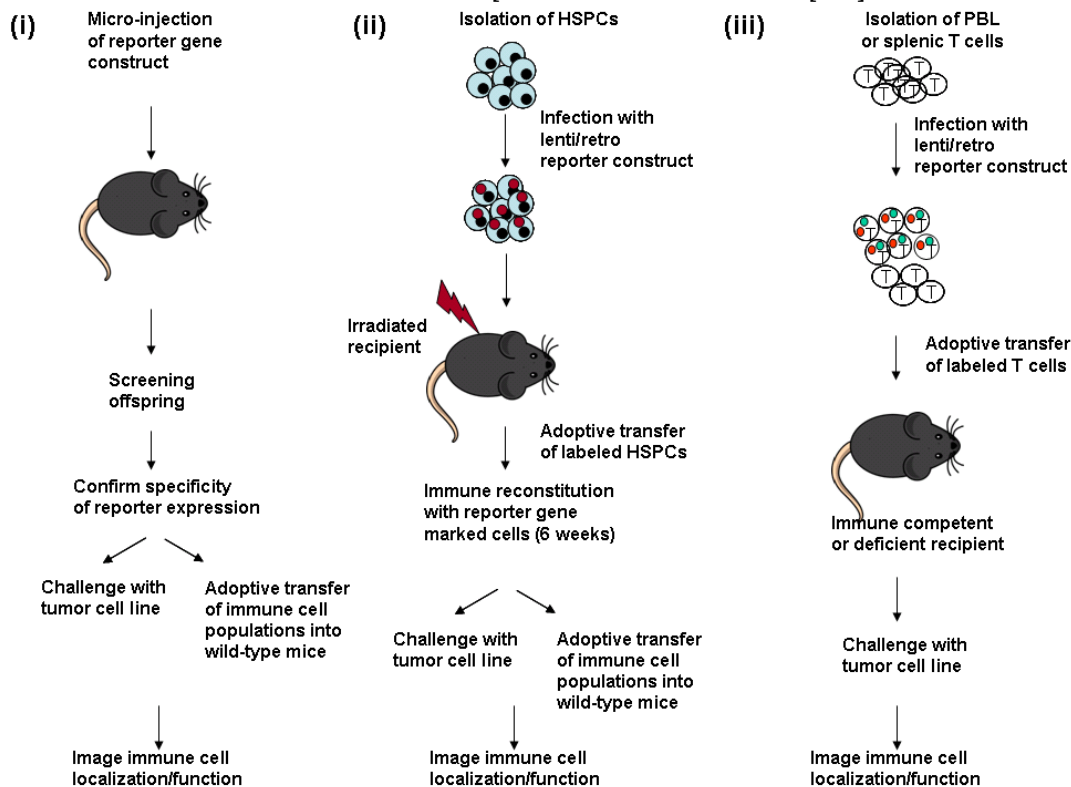 (i)
Micro-injection
of reporter gene
construct
Screening
offspring
Confirm specificity
of reporter expression
Challenge with
tumor cell line
Adoptive transfer
of immune cell
populations into
wild-type mice
Image immune cell
localization/function
(ii)
Isolation of HSPCs
Infection with
lenti/retro
reporter construct
Irradiated
recipient
Adoptive transfer
of labeled HSPCs
Immune reconstitution
with reporter gene
marked cells (6 weeks)
Challenge with
tumor cell line
Adoptive transfer
of immune cell
populations into
wild-type mice
Image immune cell
localization/function
(iii)
Isolation of PBL
or splenic T cells
T T T T T T T T
Infection with
lenti/retro
reporter construct
T T T
T T T
T T
T T
Adoptive transfer
of labeled T cells
Immune competent
or deficient recipient
Challenge with
tumor cell line
Image immune cell
localization/function